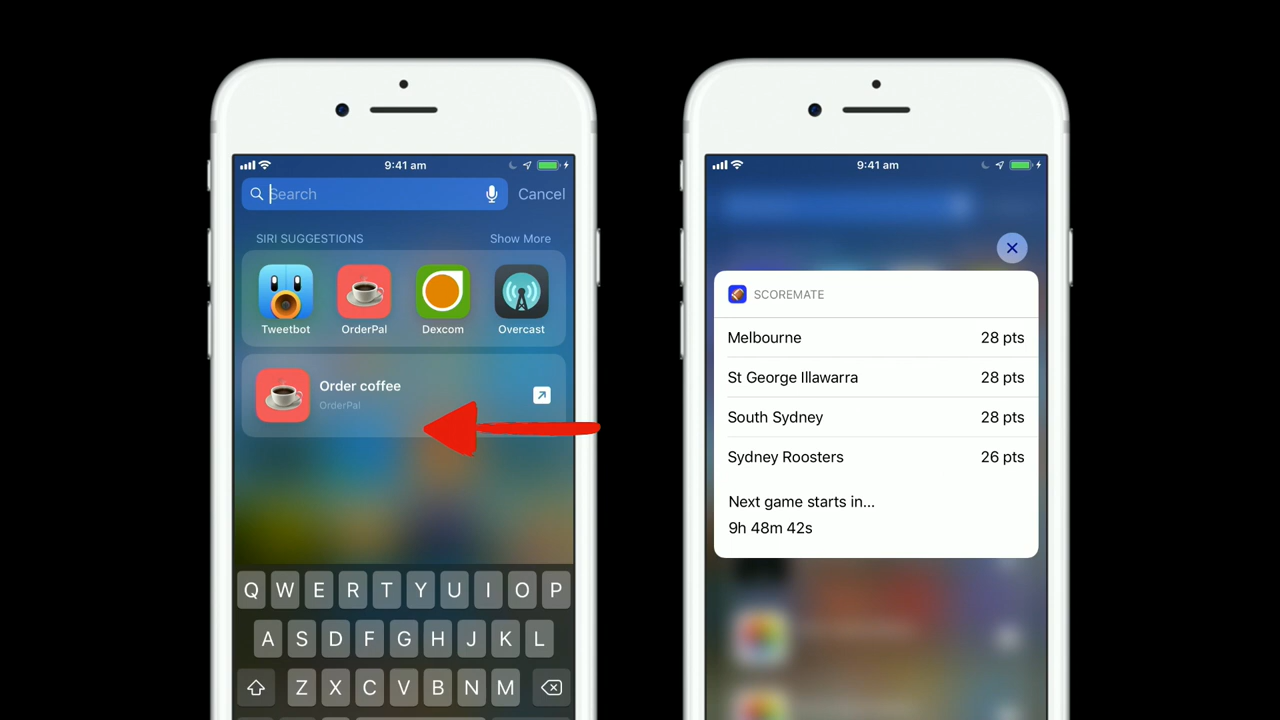 9:41 am
Search
Cancel
SIRI SUGGESTIONS
Show More
Tweetbot
OrderPal
Dexcom
Overcast
Order coffee
OrderPal
Q W E R T Y U I O P
A S D F G H J K L
Z X C V B N M
9:41 am
SCOREMATE
Melbourne 28 pts
St George Illawarra 28 pts
South Sydney 28 pts
Sydney Roosters 26 pts
Next game starts in...
9h 48m 42s